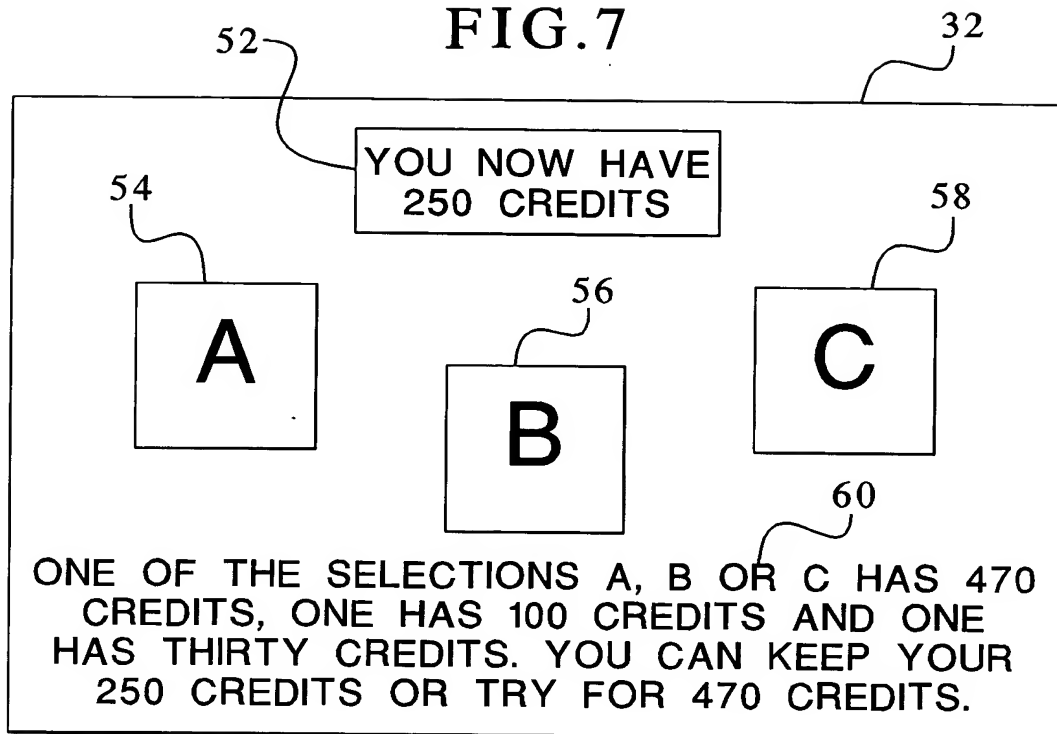 FIG.7
52
32
YOU NOW HAVE
250 CREDITS
54
58
56
A
C
B
60
ONE OF THE SELECTIONS A, B OR C HAS 470
CREDITS, ONE HAS 100 CREDITS AND ONE
HAS THIRTY CREDITS. YOU CAN KEEP YOUR
250 CREDITS OR TRY FOR 470 CREDITS.